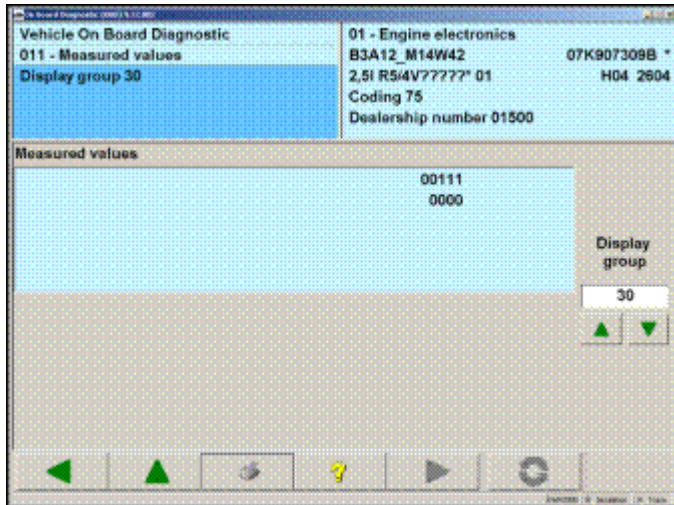 Vehicle On Board Diagnostic
011 - Measured values
Display group 30
01 - Engine electronics
B3A12_M14W42 07K907309B *
2,5l R5/4V?????* 01 H04 2604
Coding 75
Dealership number 01500
Measured values
00111
0000
Display
group
30
?